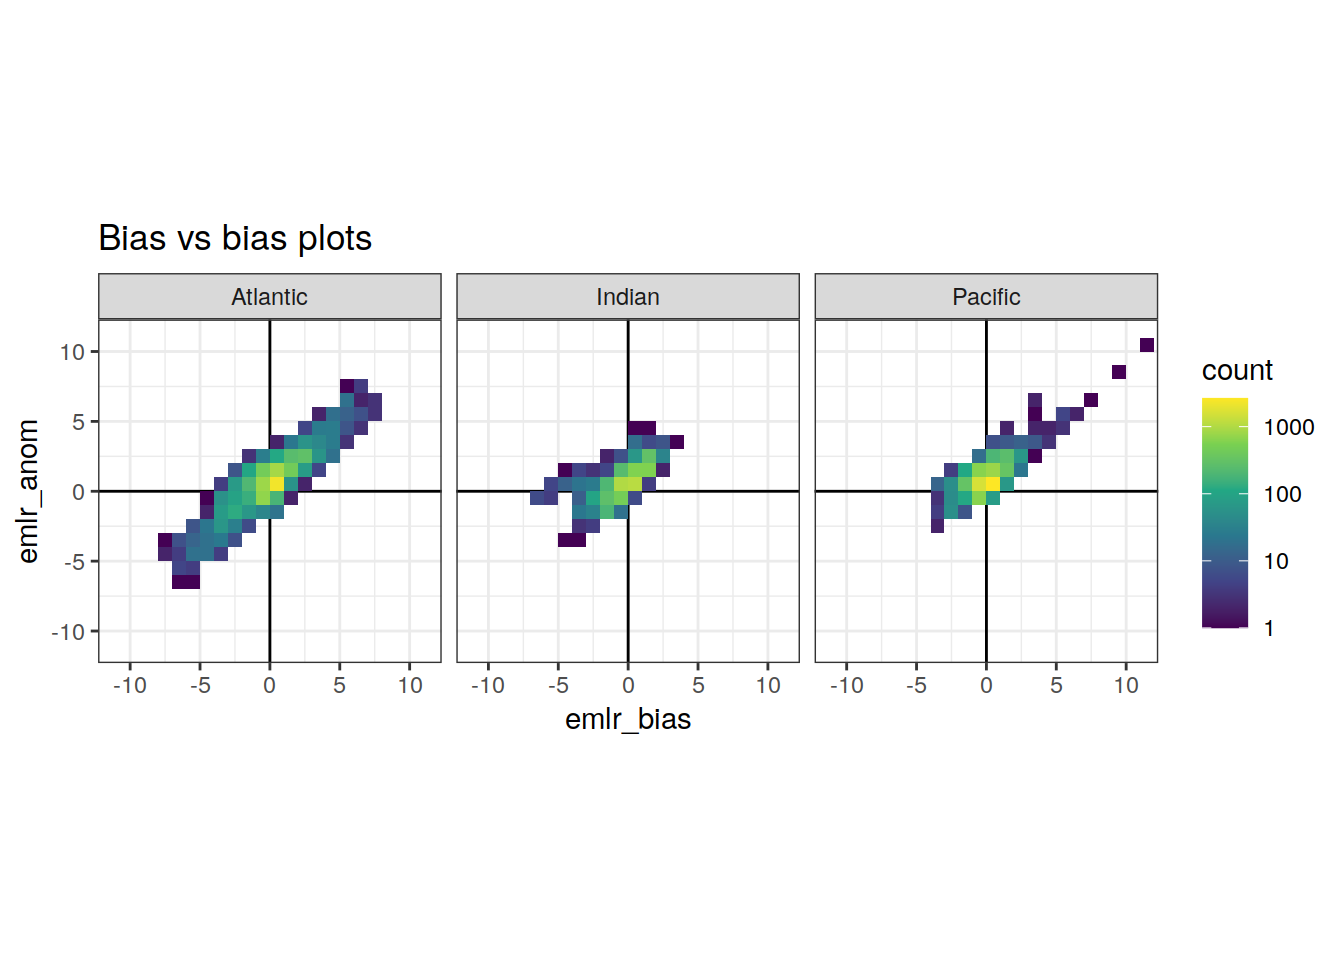 Bias vs bias plots
Atlantic Indian Pacific
10
5
0
-5
-10
emlr_anom
-10 -5 0 5 10 -10 -5 0 5 10 -10 -5 0 5 10
emlr_bias
count
1000
100
10
1